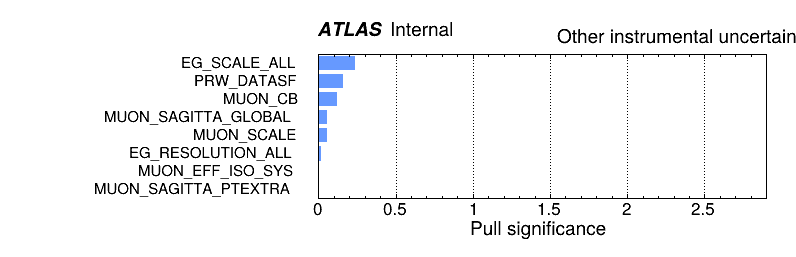 ATLAS Internal
Other instrumental uncertain
EG_SCALE_ALL
PRW_DATASF
MUON_CB
MUON_SAGITTA_GLOBAL
MUON_SCALE
EG_RESOLUTION_ALL
MUON_EFF_ISO_SYS
MUON_SAGITTA_PTEXTRA
0 0.5 1 1.5 2 2.5
Pull significance